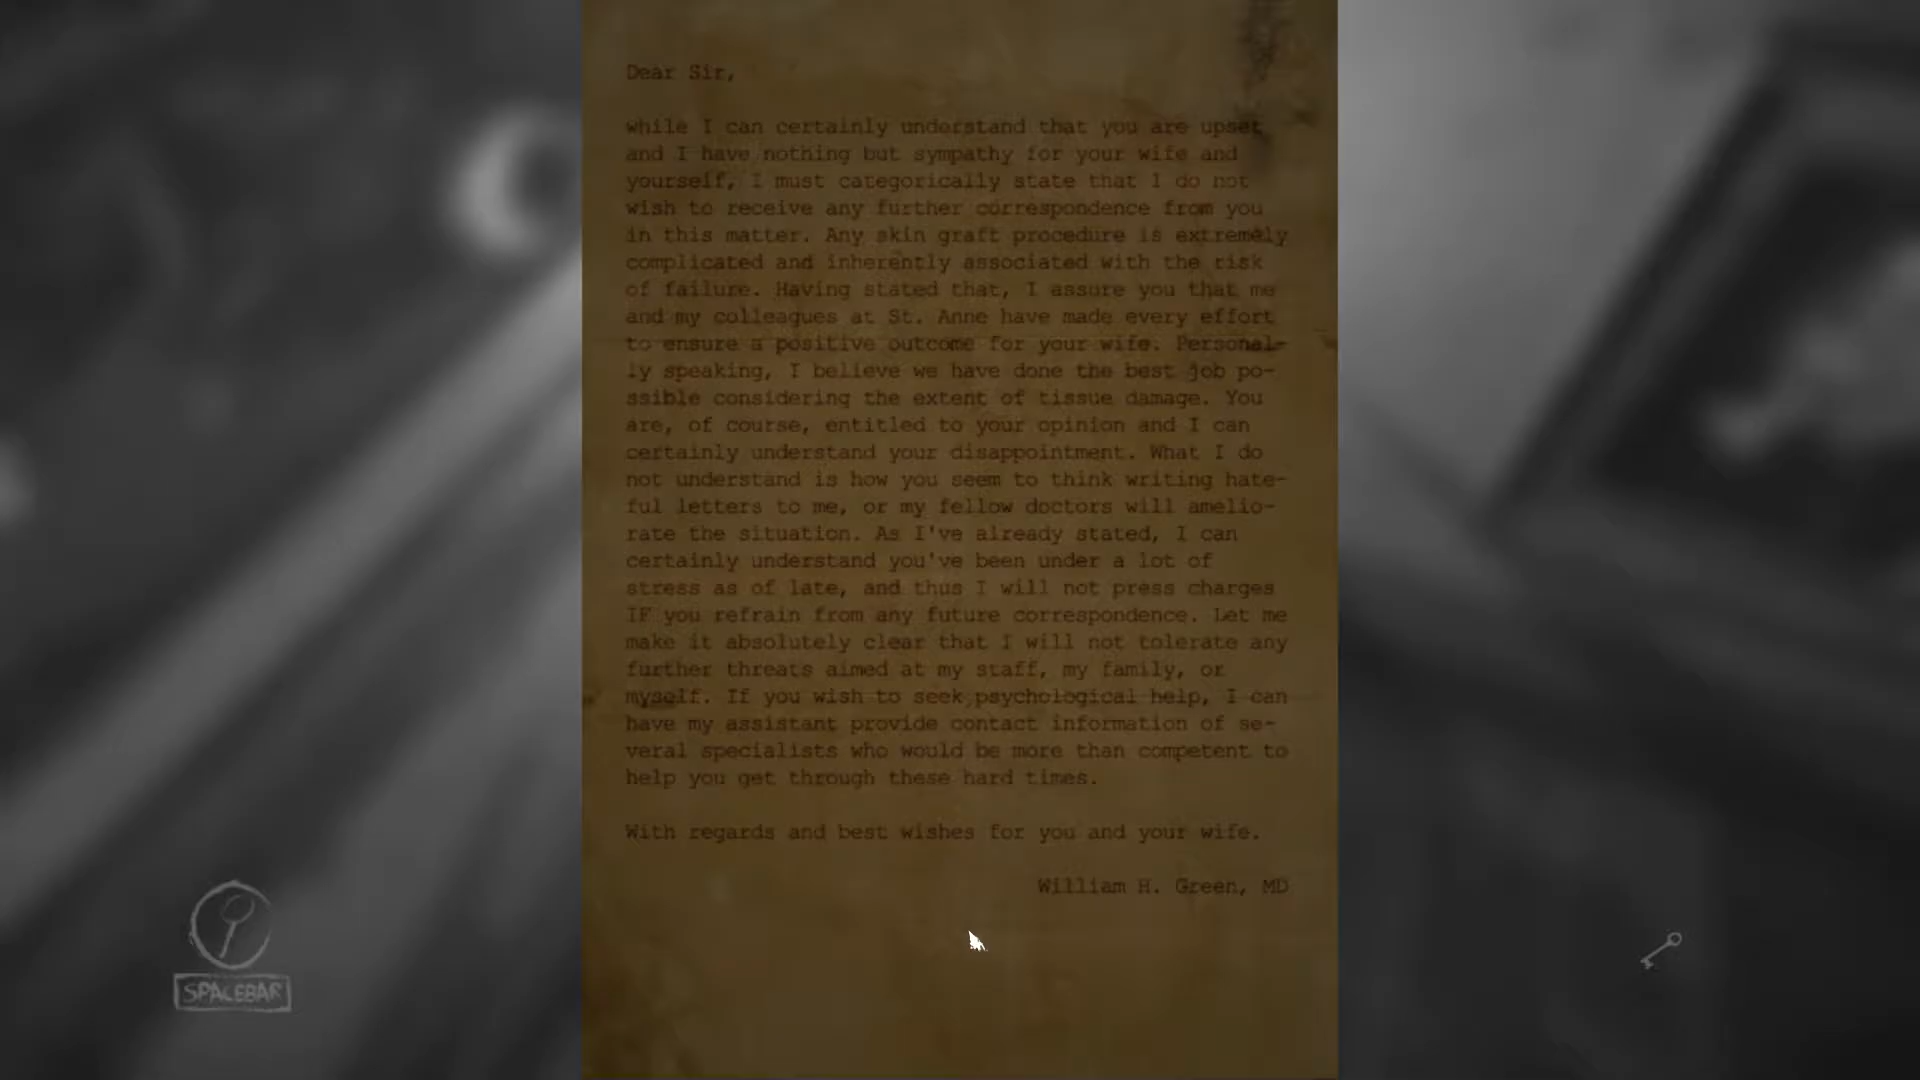 Dear Sir,
while I can certainly understand that you are upset
and I have nothing but sympathy for your wife and
yourself, I must categorically state that I do not
wish to receive any further correspondence from you
in this matter. Any skin graft procedure is extremely
complicated and inherently associated with the risk
of failure. Having stated that, I assure you that me
and my colleagues at St. Anne have made every effort
to ensure a positive outcome for your wife. Personal-
ly speaking, I believe we have done the best job po-
ssible considering the extent of tissue damage. You
are, of course, entitled to your opinion and I can
certainly understand your disappointment. What I do
not understand is how you seem to think writing hate-
ful letters to me, or my fellow doctors will amelio-
rate the situation. As I've already stated, I can
certainly understand you've been under a lot of
stress as of late, and thus I will not press charges
IF you refrain from any future correspondence. Let me
make it absolutely clear that I will not tolerate any
further threats aimed at my staff, my family, or
myself. If you wish to seek psychological help, I can
have my assistant provide contact information of se-
veral specialists who would be more than competent to
help you get through these hard times.
With regards and best wishes for you and your wife.
William H. Green, MD
SPACEBAR